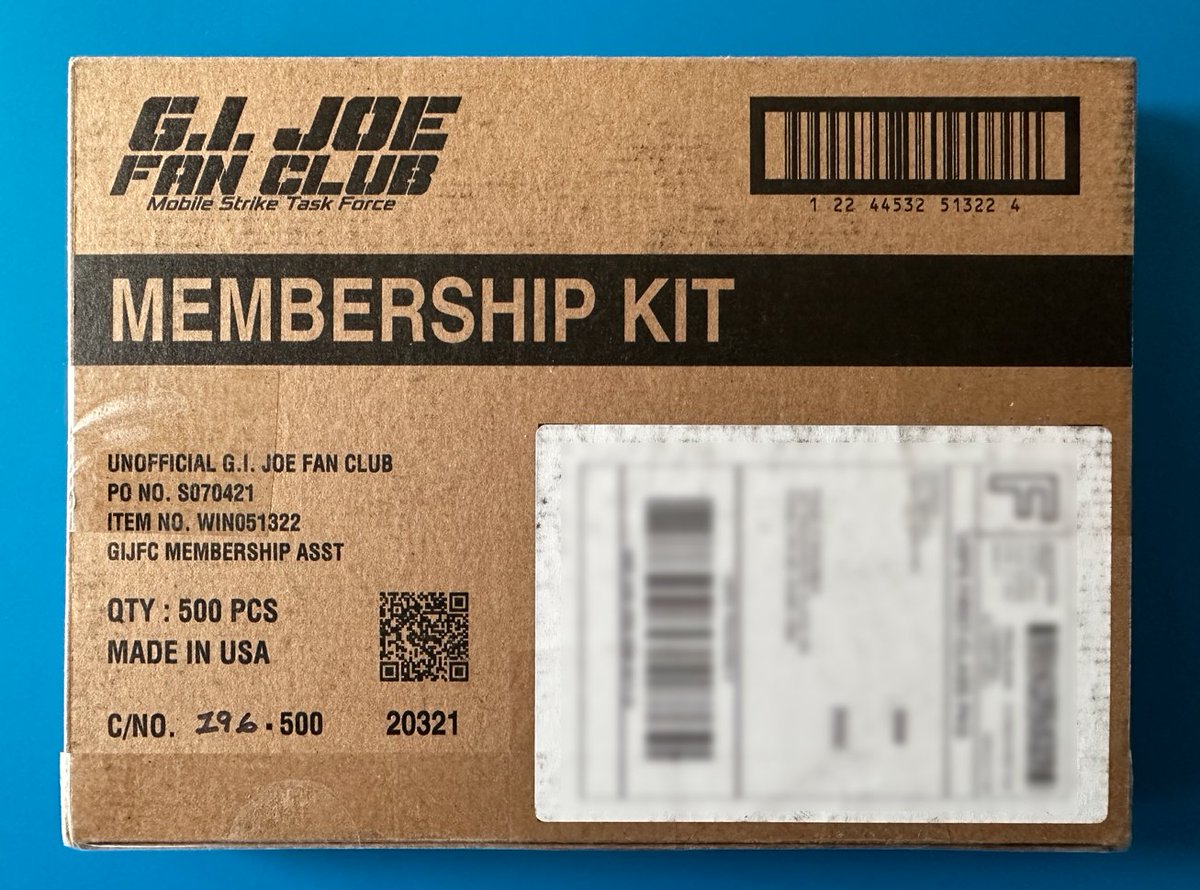 G.I. JOE
FAN CLUB
Mobile Strike Task Force
1 22 44532 51322 4
MEMBERSHIP KIT
UNOFFICIAL G.I. JOE FAN CLUB
PO NO. S070421
ITEM NO. WIN051322
GIJFC MEMBERSHIP ASST
QTY : 500 PCS
MADE IN USA
C/NO. 296.500
20321
F